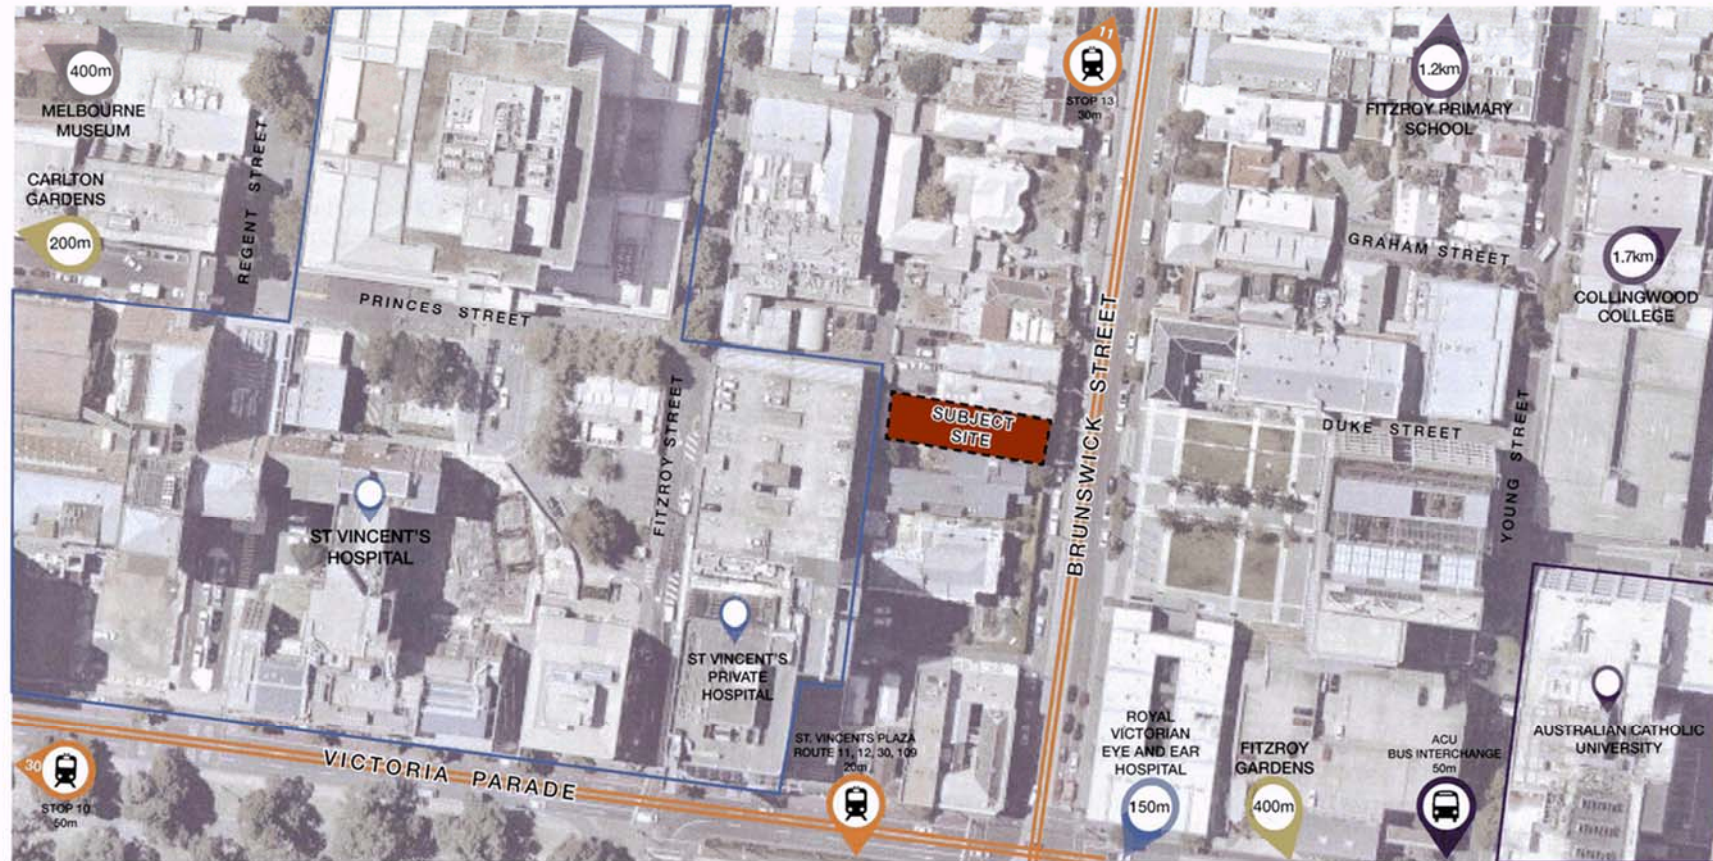 400m
MELBOURNE
MUSEUM
CARLTON
GARDENS
200m
REGENT STREET
PRINCES STREET
11
STOP 13
30m
1.2km
FITZROY PRIMARY
SCHOOL
GRAHAM STREET
1.7km
COLLINGWOOD
COLLEGE
BRUNSWICK STREET
SUBJECT
SITE
DUKE STREET
YOUNG STREET
FITZROY STREET
ST VINCENT'S
HOSPITAL
ST VINCENT'S
PRIVATE
HOSPITAL
30
STOP 10
50m
VICTORIA PARADE
ST. VINCENTS PLAZA
ROUTE 11, 12, 30, 109
20m
ROYAL
VICTORIAN
EYE AND EAR
HOSPITAL
150m
FITZROY
GARDENS
400m
ACU
BUS INTERCHANGE
50m
AUSTRALIAN CATHOLIC
UNIVERSITY